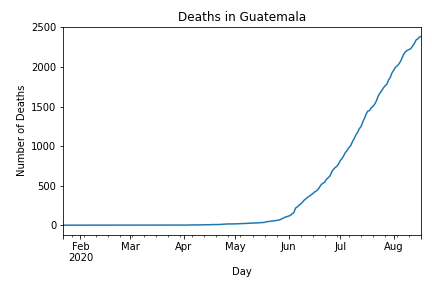 Deaths in Guatemala
2500
2000
1500
1000
500
0
Number of Deaths
Feb Mar Apr May Jun Jul Aug
2020
Day